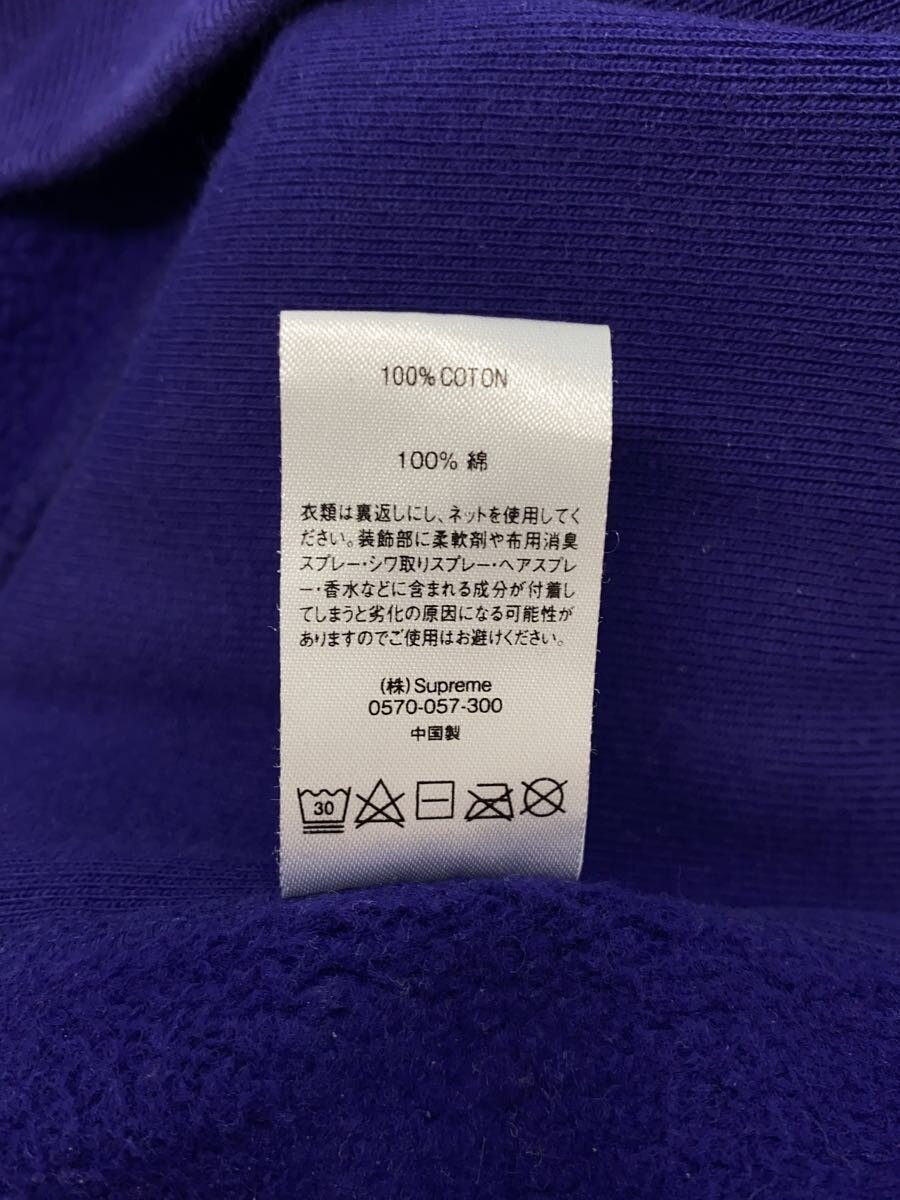 100% COTON
100% 綿
衣類は裏返しにし、ネットを使用してく
ださい。装飾部に柔軟剤や布用消臭
スプレー・シワ取りスプレー・ヘアスプレ
ー・香水などに含まれる成分が付着し
てしまうと劣化の原因になる可能性が
ありますのでご使用はお避けください。
(株)Supreme
0570-057-300
中国製
30